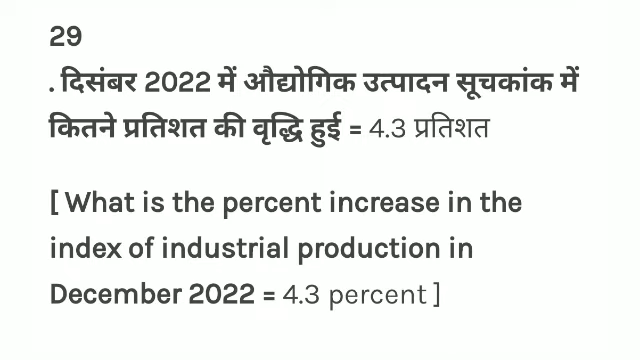 29
. दिसंबर 2022 में औद्योगिक उत्पादन सूचकांक में
कितने प्रतिशत की वृद्धि हुई = 4.3 प्रतिशत
[ What is the percent increase in the
index of industrial production in
December 2022 = 4.3 percent ]